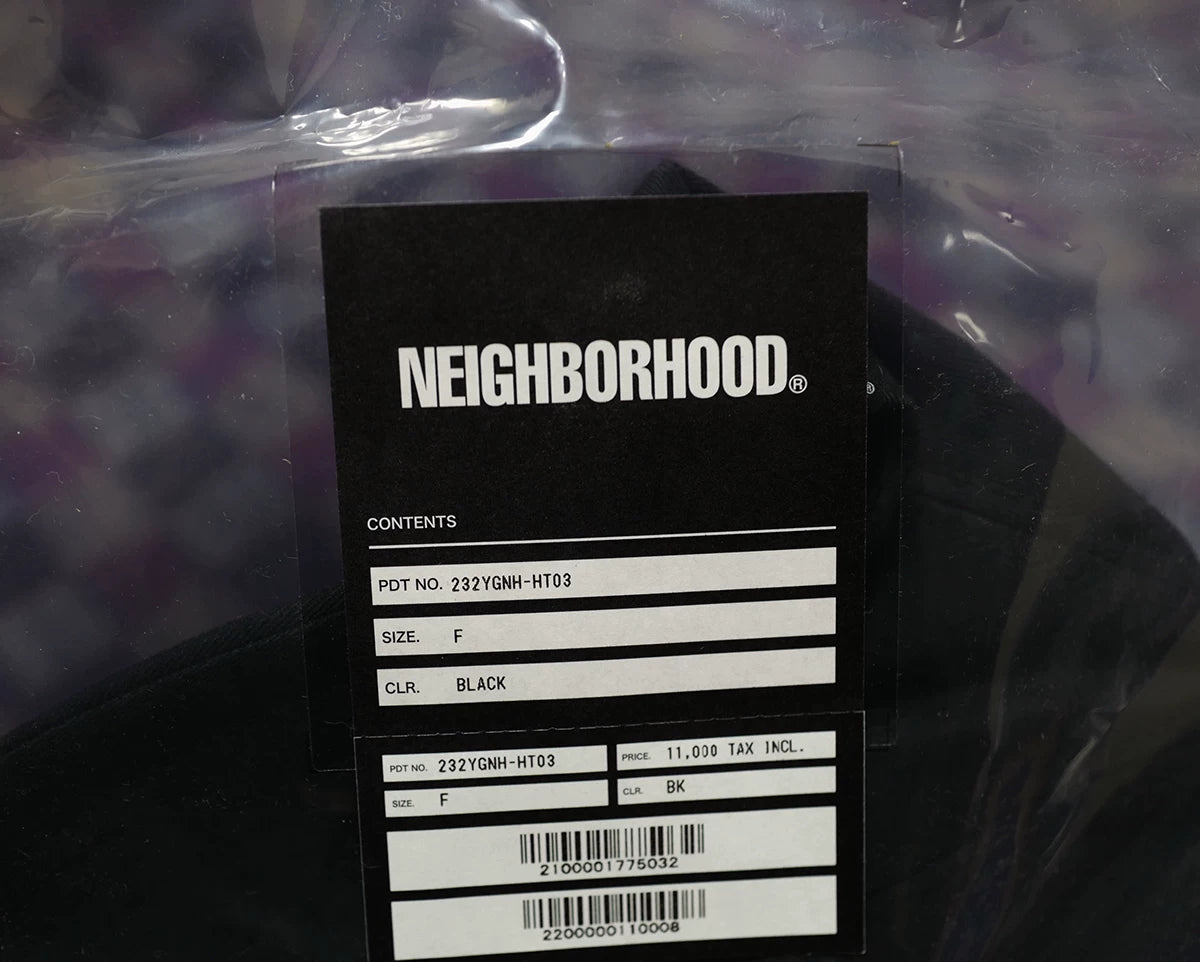 NEIGHBORHOOD®
®
CONTENTS
PDT NO. 232YGNH-HT03
SIZE. F
CLR. BLACK
PDT NO. 232YGNH-HT03
PRICE. 11,000 TAX INCL.
SIZE. F
CLR. BK
2100001775032
2200000110008